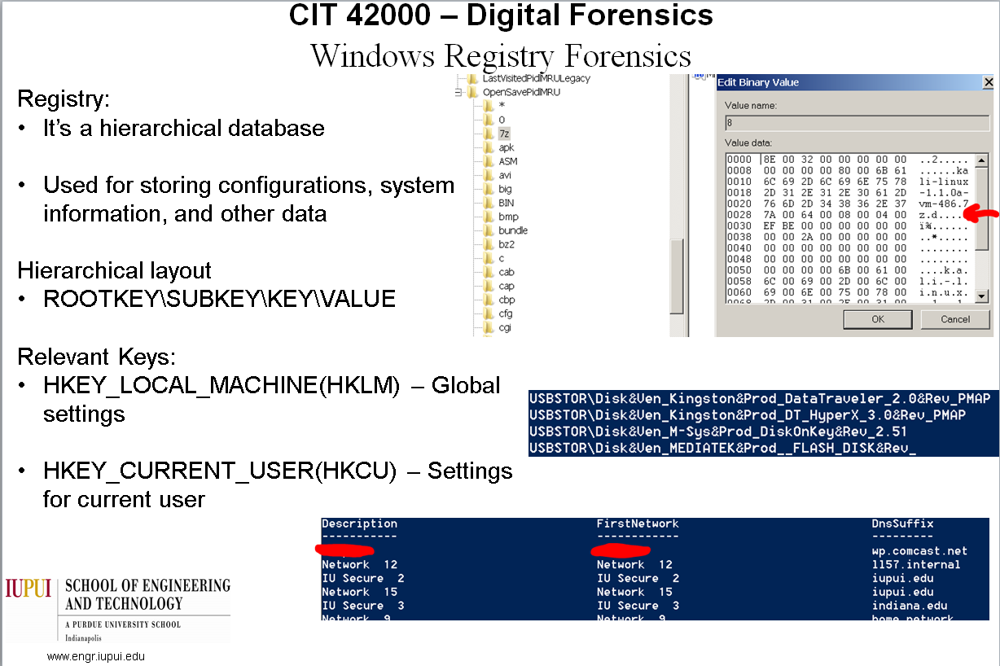 CIT 42000 – Digital Forensics
Windows Registry Forensics
Registry:
• It’s a hierarchical database
• Used for storing configurations, system
information, and other data
Hierarchical layout
• ROOTKEY\SUBKEY\KEY\VALUE
Relevant Keys:
• HKEY_LOCAL_MACHINE(HKLM) – Global
settings
• HKEY_CURRENT_USER(HKCU) – Settings
for current user
LastVisitedPidlMRULegacy
OpenSavePidlMRU
*
0
7z
apk
ASM
avi
big
BIN
bmp
bundle
bz2
c
cab
cap
cbp
cfg
cgi
Edit Binary Value
Value name:
8
Value data:
0000 8E 00 32 00 00 00 00 00 ..2.....
0008 00 00 00 00 80 00 6B 61 ......ka
0010 6C 69 2D 6C 69 6E 75 78 li-linux
0018 2D 31 2E 31 2E 30 61 2D -1.1.0a-
0020 76 6D 2D 34 38 36 2E 37 vm-486.7
0028 7A 00 64 00 08 00 04 00 z.d.....
0030 EF BE 00 00 00 00 00 00 ï¾......
0038 00 00 2A 00 00 00 00 00 ..*.....
0040 00 00 00 00 00 00 00 00 ........
0048 00 00 00 00 00 00 00 00 ........
0050 00 00 00 00 6B 00 61 00 ....k.a.
0058 6C 00 69 00 2D 00 6C 00 l.i.-.l.
0060 69 00 6E 00 75 00 78 00 i.n.u.x.
0068 2D 00 31 00 2E 00 31 00
OK Cancel
USBSTOR\Disk&Ven_Kingston&Prod_DataTraveler_2.0&Rev_PMAP
USBSTOR\Disk&Ven_Kingston&Prod_DT_HyperX_3.0&Rev_PMAP
USBSTOR\Disk&Ven_M-Sys&Prod_DiskOnKey&Rev_2.51
USBSTOR\Disk&Ven_MEDIATEK&Prod__FLASH_DISK&Rev_
Description FirstNetwork DnsSuffix
----------- ------------ ---------
wp.comcast.net
Network 12 Network 12 l157.internal
IU Secure 2 IU Secure 2 iupui.edu
Network 15 Network 15 iupui.edu
IU Secure 3 IU Secure 3 indiana.edu
Network 9 Network 9 home.network
IUPUI
SCHOOL OF ENGINEERING
AND TECHNOLOGY
A PURDUE UNIVERSITY SCHOOL
Indianapolis
www.engr.iupui.edu